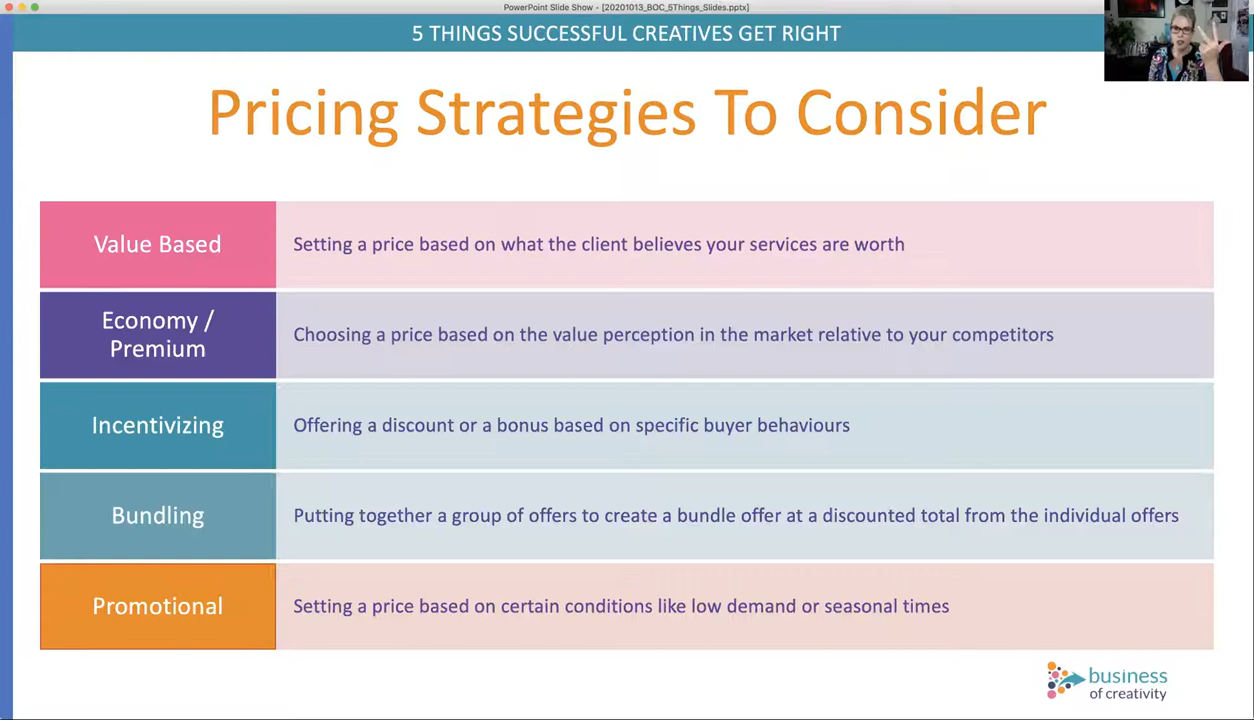 PowerPoint Slide Show - [20201013_BOC_5Things_Slides.pptx]
5 THINGS SUCCESSFUL CREATIVES GET RIGHT
Pricing Strategies To Consider
Value Based
Setting a price based on what the client believes your services are worth
Economy /
Premium
Choosing a price based on the value perception in the market relative to your competitors
Incentivizing
Offering a discount or a bonus based on specific buyer behaviours
Bundling
Putting together a group of offers to create a bundle offer at a discounted total from the individual offers
Promotional
Setting a price based on certain conditions like low demand or seasonal times
business
of creativity